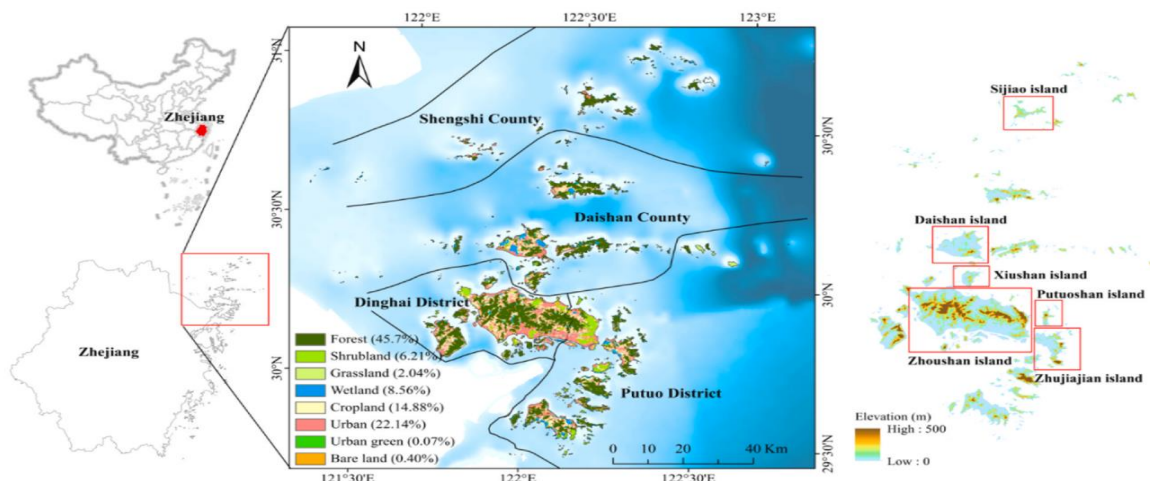 Zhejiang
Zhejiang
122°E
122°30'E
123°E
N
31°N
30°30'N
30°N
30°30'N
30°N
29°30'N
121°30'E
122°E
Shengshi County
Daishan County
Dinghai District
Putuo District
Forest (45.7%)
Shrubland (6.21%)
Grassland (2.04%)
Wetland (8.56%)
Cropland (14.88%)
Urban (22.14%)
Urban green (0.07%)
Bare land (0.40%)
0 10 20 40 Km
Sijiao island
Daishan island
Xiushan island
Putuoshan island
Zhoushan island
Zhujiajian island
Elevation (m)
High : 500
Low : 0